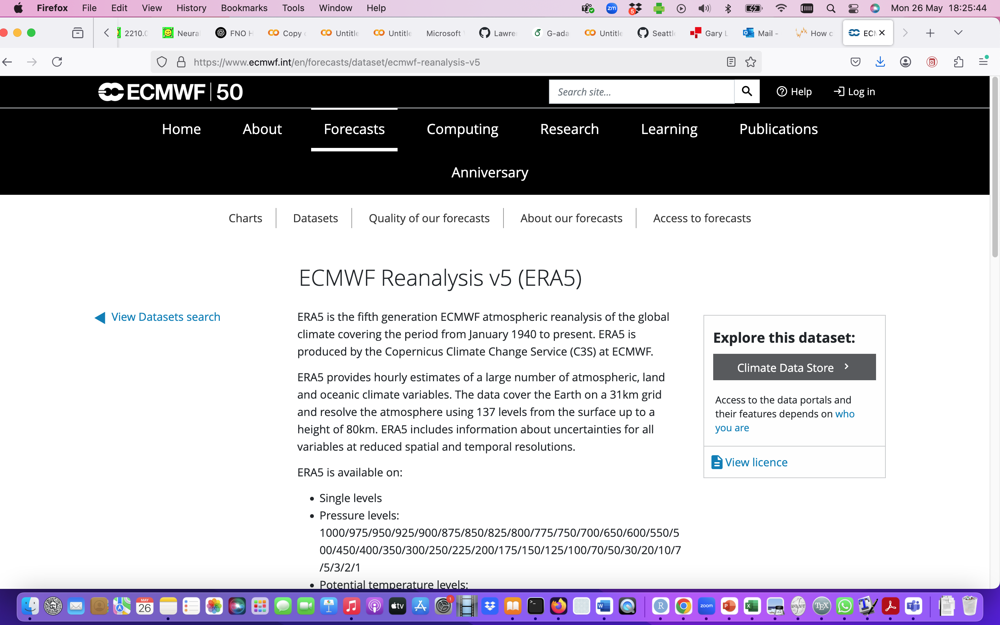 Firefox File Edit View History Bookmarks Tools Window Help 5 zm Mon 26 May 18:25:44
2210.0 Neural FNO H Copy Untitle Untitle Microsoft Lawre G-ada Untitle Seattl Gary L Mail - How c ECM
https://www.ecmwf.int/en/forecasts/dataset/ecmwf-reanalysis-v5
ECMWF 50 Search site... Help Log in
Home About Forecasts Computing Research Learning Publications
Anniversary
Charts Datasets Quality of our forecasts About our forecasts Access to forecasts
ECMWF Reanalysis v5 (ERA5)
View Datasets search
ERA5 is the fifth generation ECMWF atmospheric reanalysis of the global
climate covering the period from January 1940 to present. ERA5 is
produced by the Copernicus Climate Change Service (C3S) at ECMWF.
ERA5 provides hourly estimates of a large number of atmospheric, land
and oceanic climate variables. The data cover the Earth on a 31km grid
and resolve the atmosphere using 137 levels from the surface up to a
height of 80km. ERA5 includes information about uncertainties for all
variables at reduced spatial and temporal resolutions.
ERA5 is available on:
• Single levels
• Pressure levels:
1000/975/950/925/900/875/850/825/800/775/750/700/650/600/550/5
00/450/400/350/300/250/225/200/175/150/125/100/70/50/30/20/10/7
/5/3/2/1
• Potential temperature levels:
Explore this dataset:
Climate Data Store
Access to the data portals and
their features depends on who
you are
View licence
MAY
26
tv
1
W
R
zoom
P
X
LATEXIT
TEX